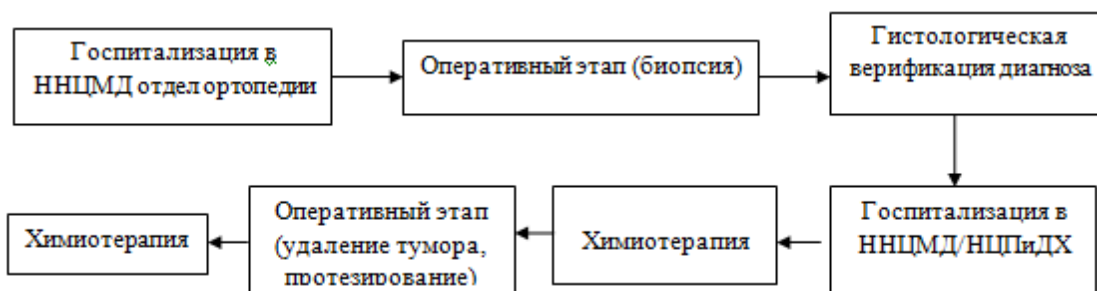 Госпитализация в
ННЦМД отдел ортопедии
Оперативный этап (биопсия)
Гистологическая
верификация диагноза
Госпитализация в
ННЦМД/НЦПиДХ
Химиотерапия
Оперативный этап
(удаление тумора,
протезирование)
Химиотерапия